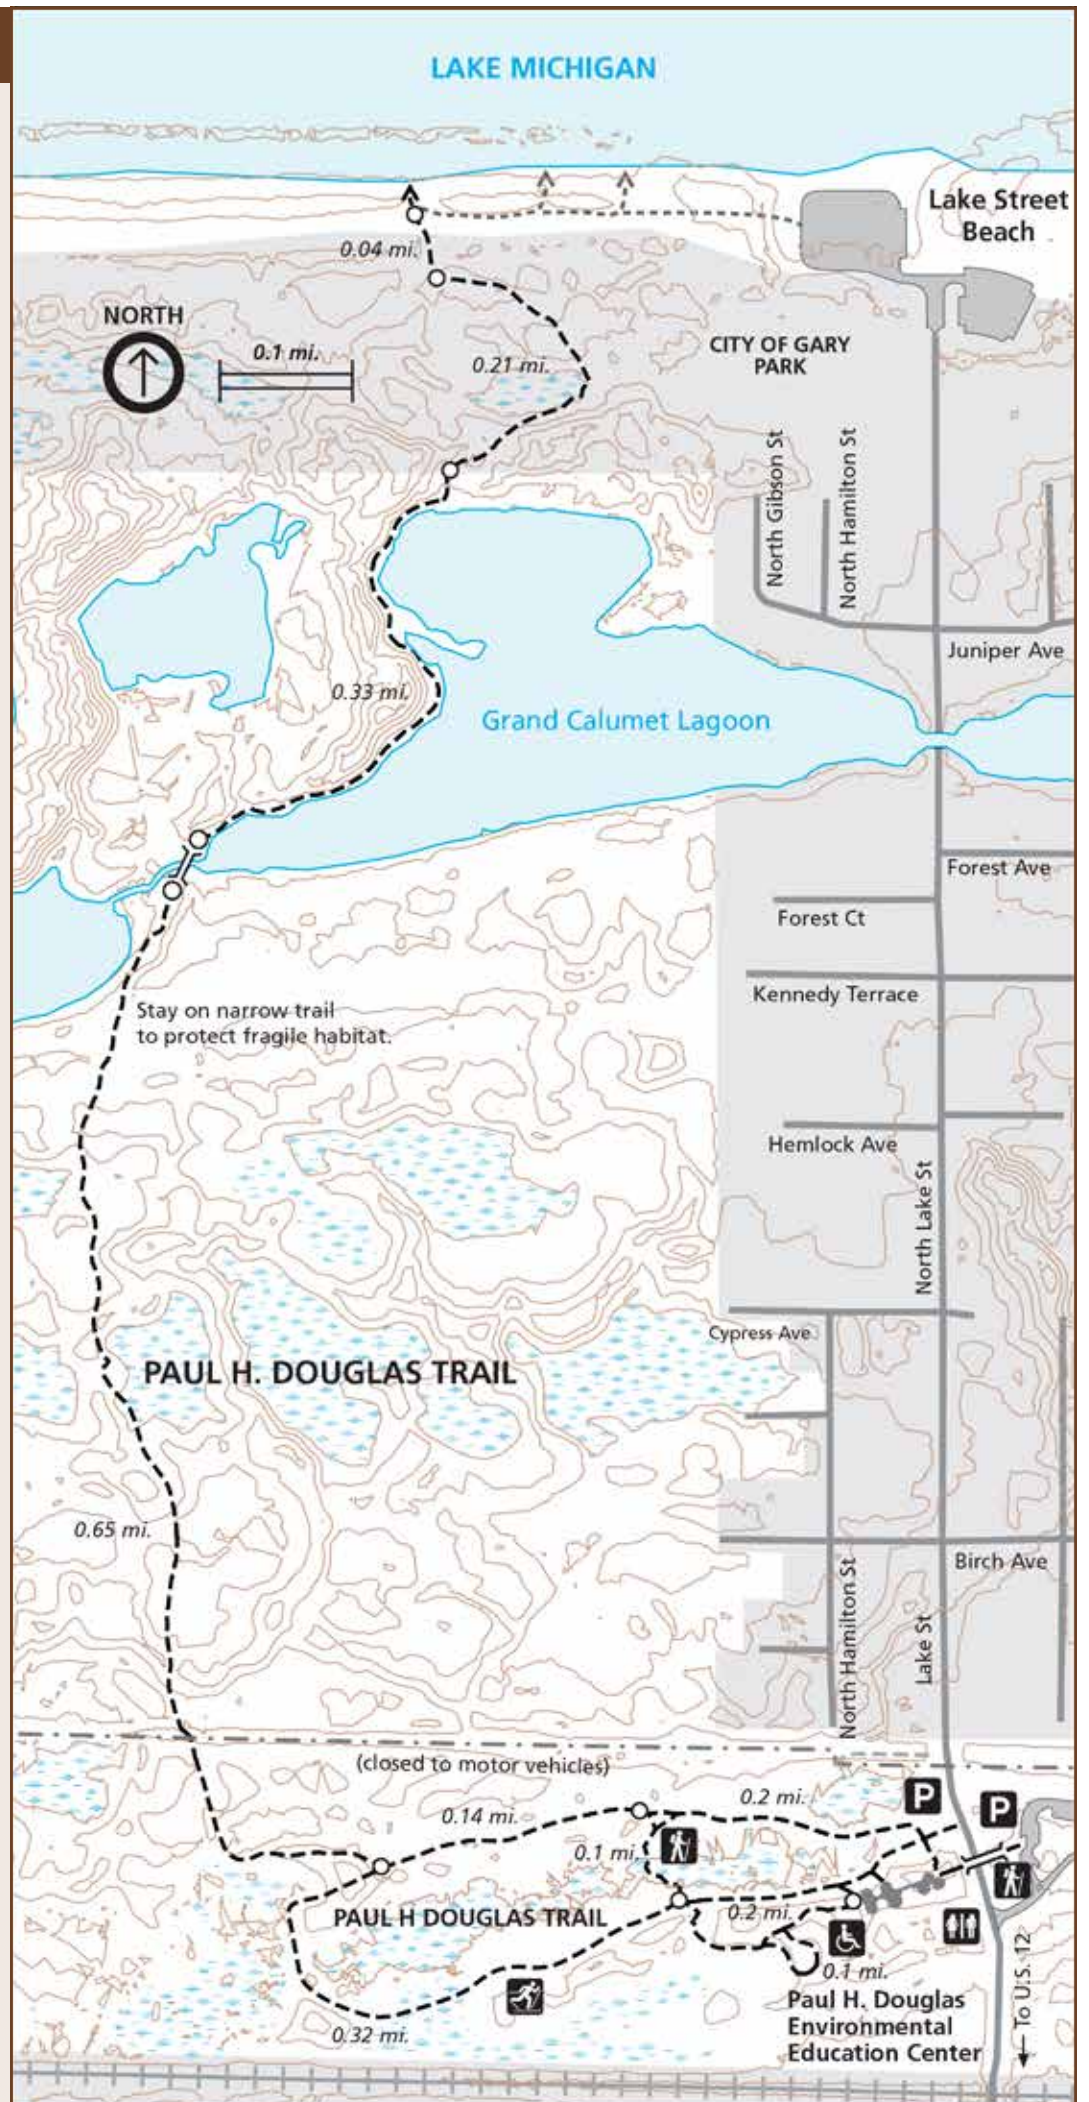 LAKE MICHIGAN
Lake Street
Beach
0.04 mi.
NORTH
0.1 mi.
0.21 mi.
CITY OF GARY
PARK
North Gibson St
North Hamilton St
Juniper Ave
0.33 mi.
Grand Calumet Lagoon
Forest Ave
Forest Ct
Kennedy Terrace
Stay on narrow trail
to protect fragile habitat.
Hemlock Ave
North Lake St
Cypress Ave
PAUL H. DOUGLAS TRAIL
0.65 mi.
Birch Ave
North Hamilton St
Lake St
(closed to motor vehicles)
P
P
0.2 mi.
0.14 mi.
0.1 mi.
PAUL H DOUGLAS TRAIL
0.2 mi.
0.1 mi.
To U.S. 12
0.32 mi.
Paul H. Douglas
Environmental
Education Center